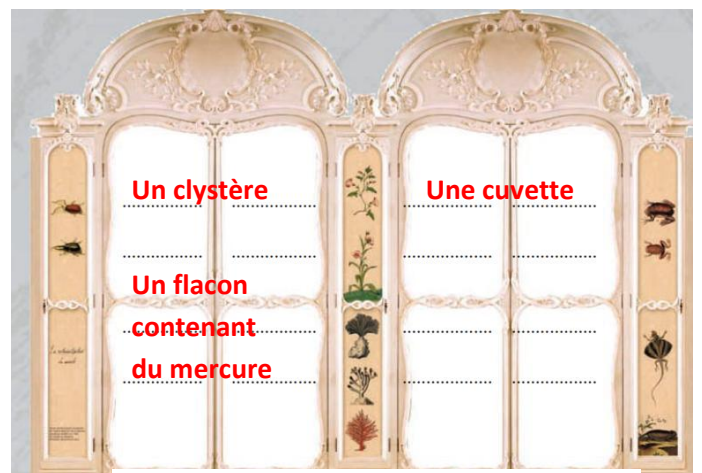 Un clystère
Une cuvette
Un flacon
contenant
du mercure